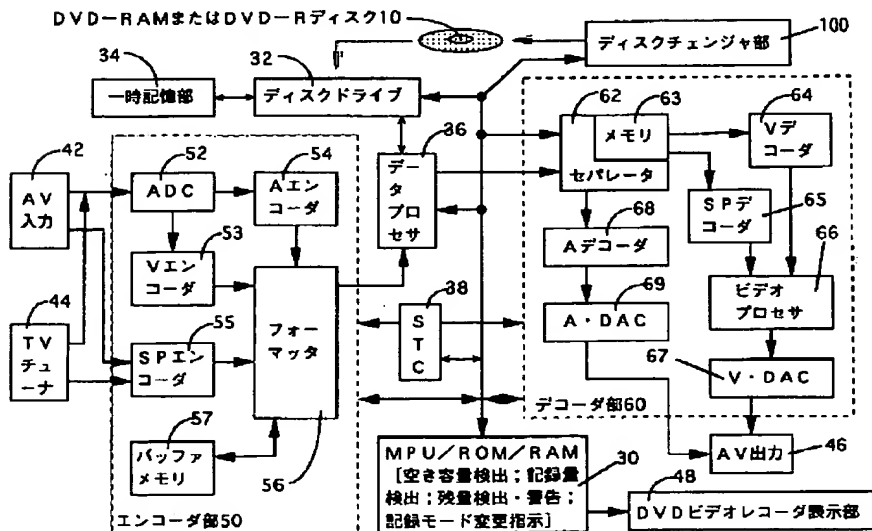 DVD-RAMまたはDVD-Rディスク10
100
ディスクチェンジャ部
34
一時記憶部
32
ディスクドライブ
62
63
メモリ
セパレータ
64
Vデ
コーダ
42
AV
入力
52
ADC
54
Aエン
コーダ
36
データ
プロセサ
SPデ
コーダ
65
68
Aデコーダ
66
ビデオ
プロセサ
53
Vエン
コーダ
44
TV
チュー
ナ
55
SPエン
コーダ
フォー
マッタ
56
38
STC
69
A・DAC
67
V・DAC
デコーダ部60
57
バッファ
メモリ
エンコーダ部50
MPU/ROM/RAM
[空き容量検出;記録量
検出;残量検出・警告;
記録モード変更指示]
30
AV出力
46
48
DVDビデオレコーダ表示部